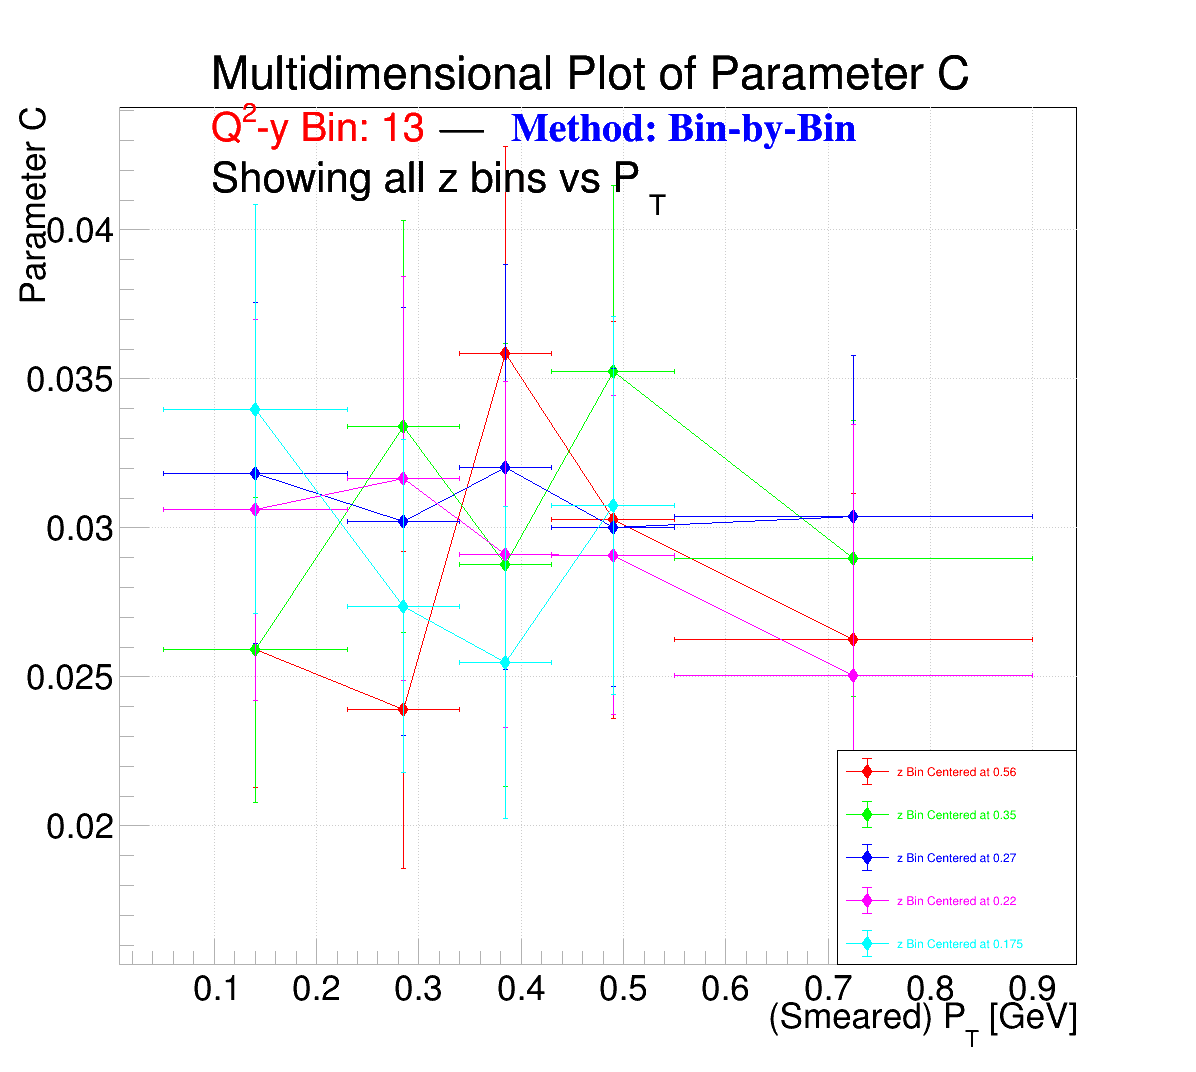 Multidimensional Plot of Parameter C
Q²-y Bin: 13 — Method: Bin-by-Bin
Showing all z bins vs P_T
Parameter C
0.04
0.035
0.03
0.025
0.02
z Bin Centered at 0.56
z Bin Centered at 0.35
z Bin Centered at 0.27
z Bin Centered at 0.22
z Bin Centered at 0.175
0.1 0.2 0.3 0.4 0.5 0.6 0.7 0.8 0.9
(Smeared) P_T [GeV]